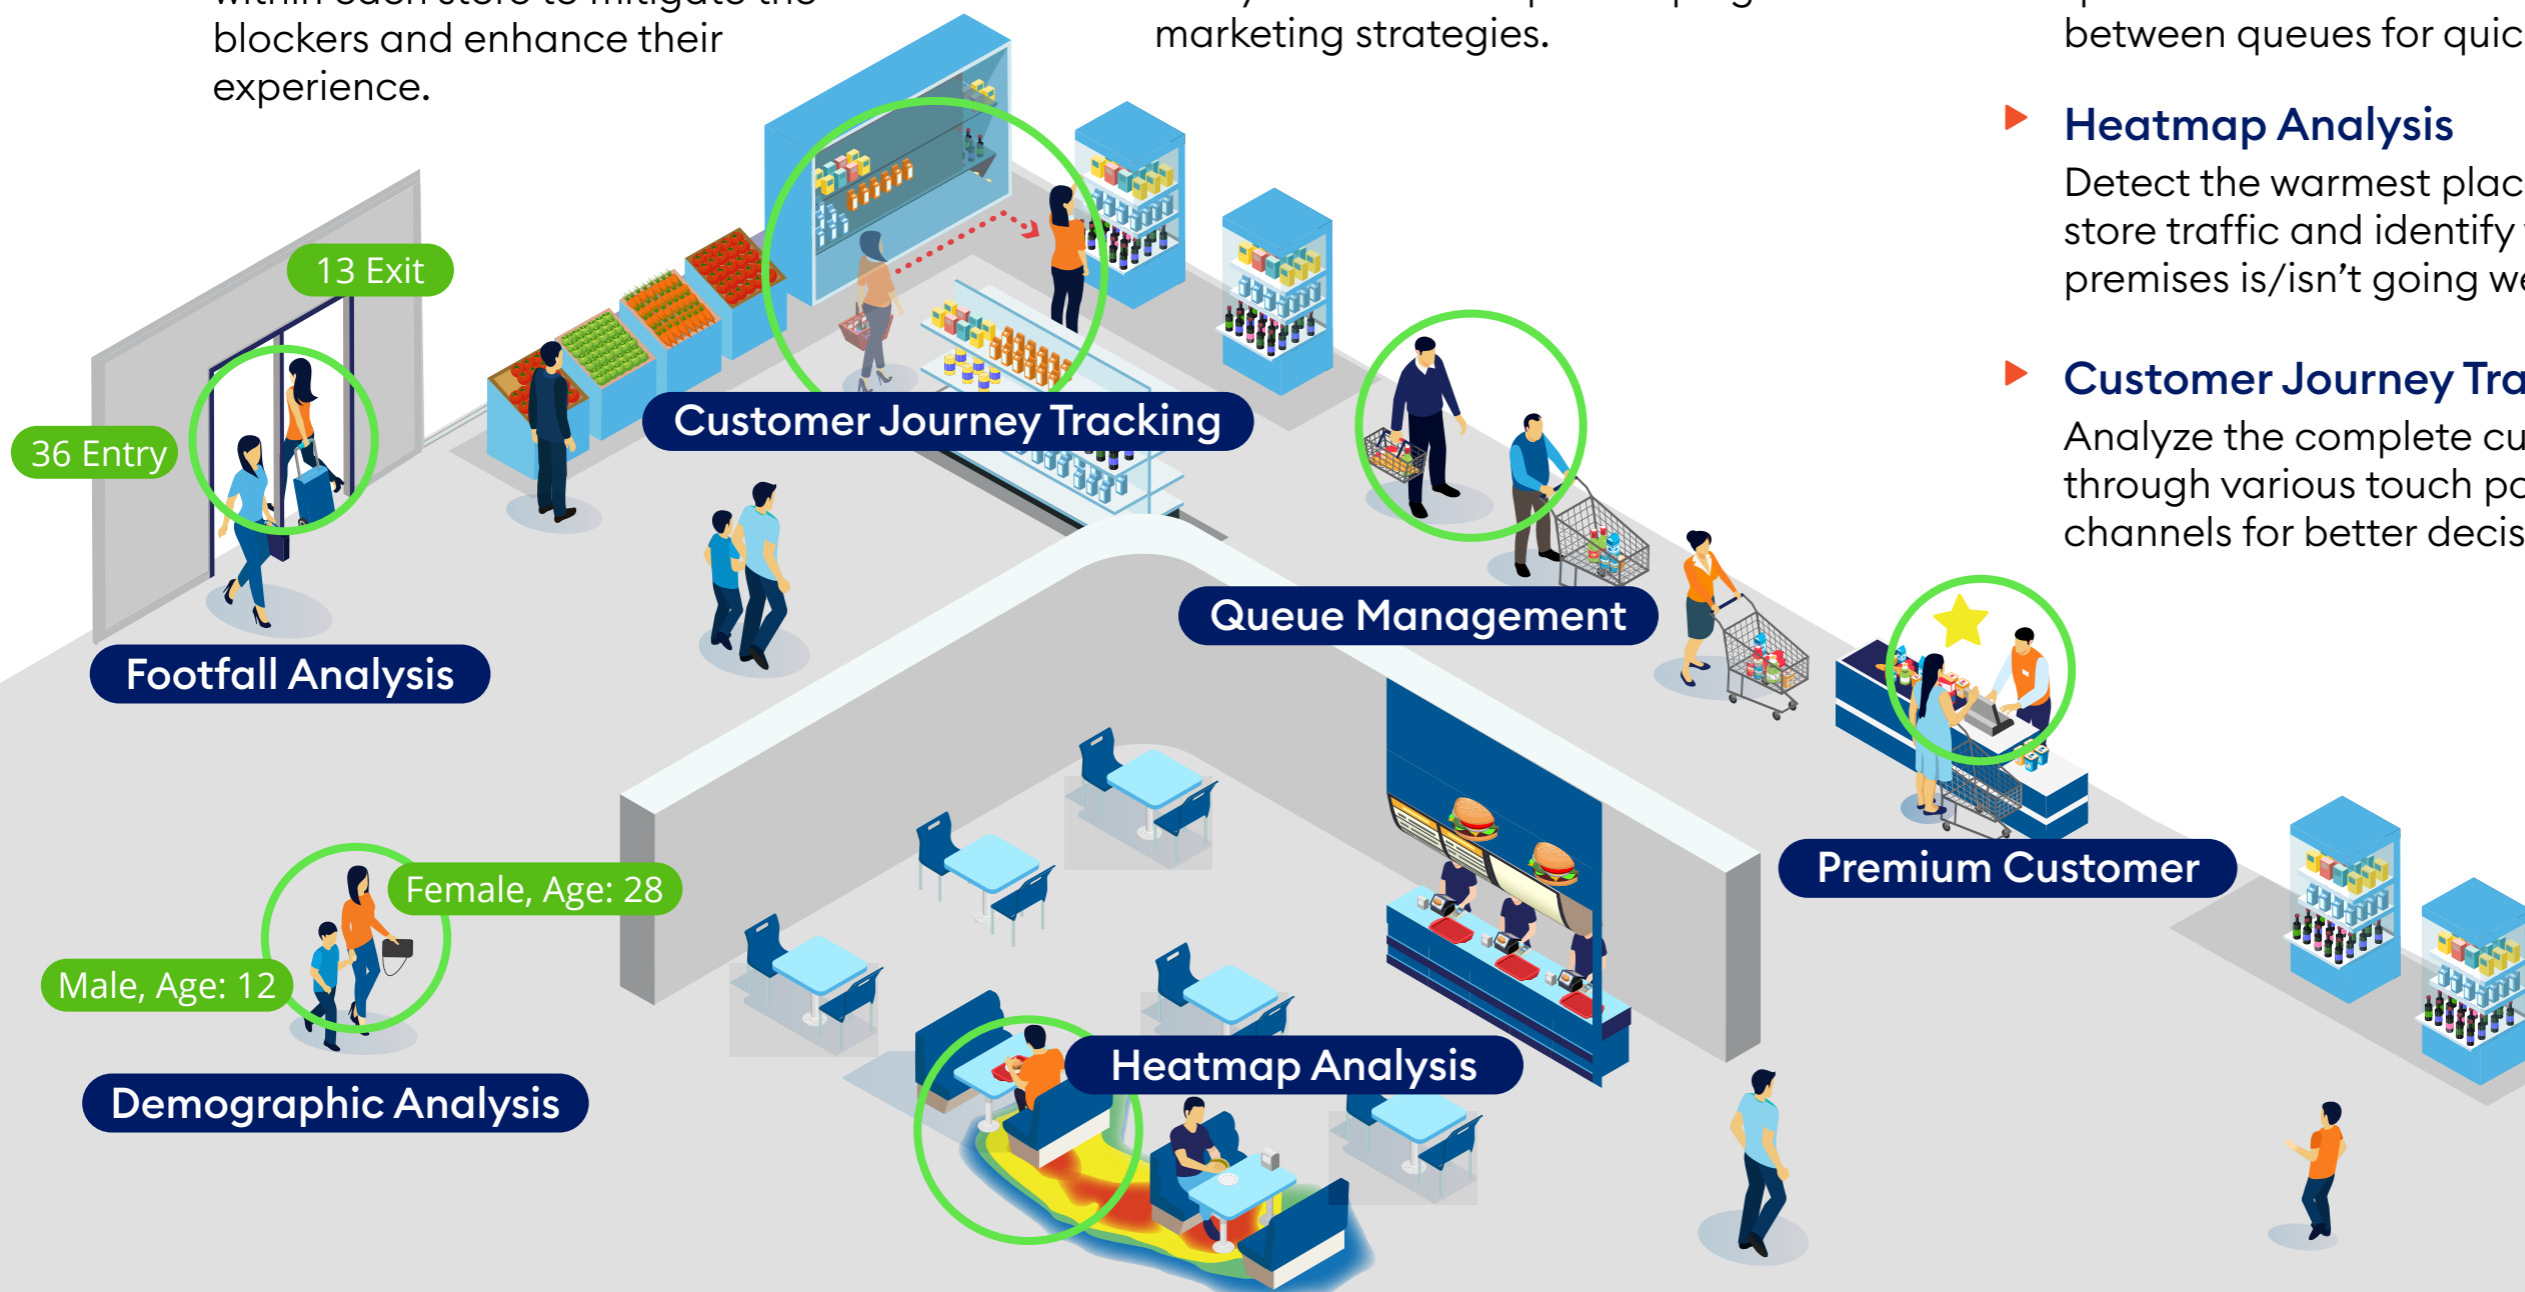 blockers and enhance their
experience.
marketing strategies.
between queues for quic
Heatmap Analysis
Detect the warmest plac
store traffic and identify
premises is/isn't going we
Customer Journey Tra
Analyze the complete cu
through various touch po
channels for better decis
13 Exit
36 Entry
Customer Journey Tracking
Queue Management
Footfall Analysis
Premium Customer
Female, Age: 28
Male, Age: 12
Heatmap Analysis
Demographic Analysis